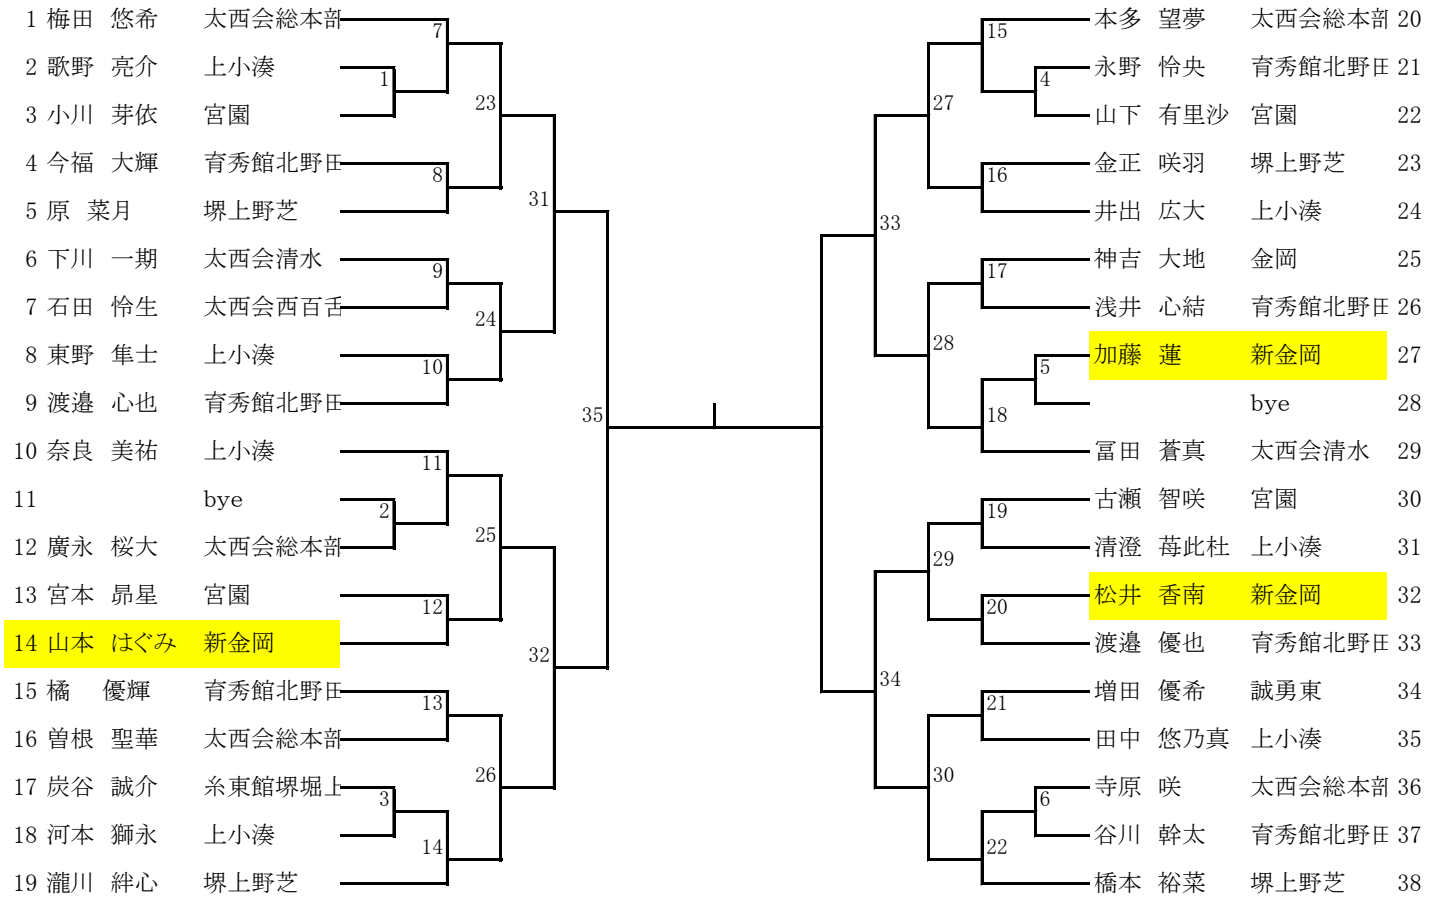 1 梅田 悠希 太西会総本部
2 歌野 亮介 上小湊
3 小川 芽依 宮園
4 今福 大輝 育秀館北野田
5 原 菜月 堺上野芝
6 下川 一期 太西会清水
7 石田 怜生 太西会西百舌
8 東野 隼士 上小湊
9 渡邉 心也 育秀館北野田
10 奈良 美祐 上小湊
11 bye
12 廣永 桜大 太西会総本部
13 宮本 昴星 宮園
14 山本 はぐみ 新金岡
15 橘 優輝 育秀館北野田
16 曽根 聖華 太西会総本部
17 炭谷 誠介 糸東館堺堀上
18 河本 獅永 上小湊
19 瀧川 絆心 堺上野芝
7
1
23
8
31
9
24
10
35
11
2
25
12
32
13
26
3
14
15
4
27
16
33
17
28
5
18
19
29
20
34
21
30
6
22
本多 望夢 太西会総本部 20
永野 怜央 育秀館北野田 21
山下 有里沙 宮園 22
金正 咲羽 堺上野芝 23
井出 広大 上小湊 24
神吉 大地 金岡 25
浅井 心結 育秀館北野田 26
加藤 蓮 新金岡 27
bye 28
冨田 蒼真 太西会清水 29
古瀬 智咲 宮園 30
清澄 苺此杜 上小湊 31
松井 香南 新金岡 32
渡邉 優也 育秀館北野田 33
増田 優希 誠勇東 34
田中 悠乃真 上小湊 35
寺原 咲 太西会総本部 36
谷川 幹太 育秀館北野田 37
橋本 裕菜 堺上野芝 38